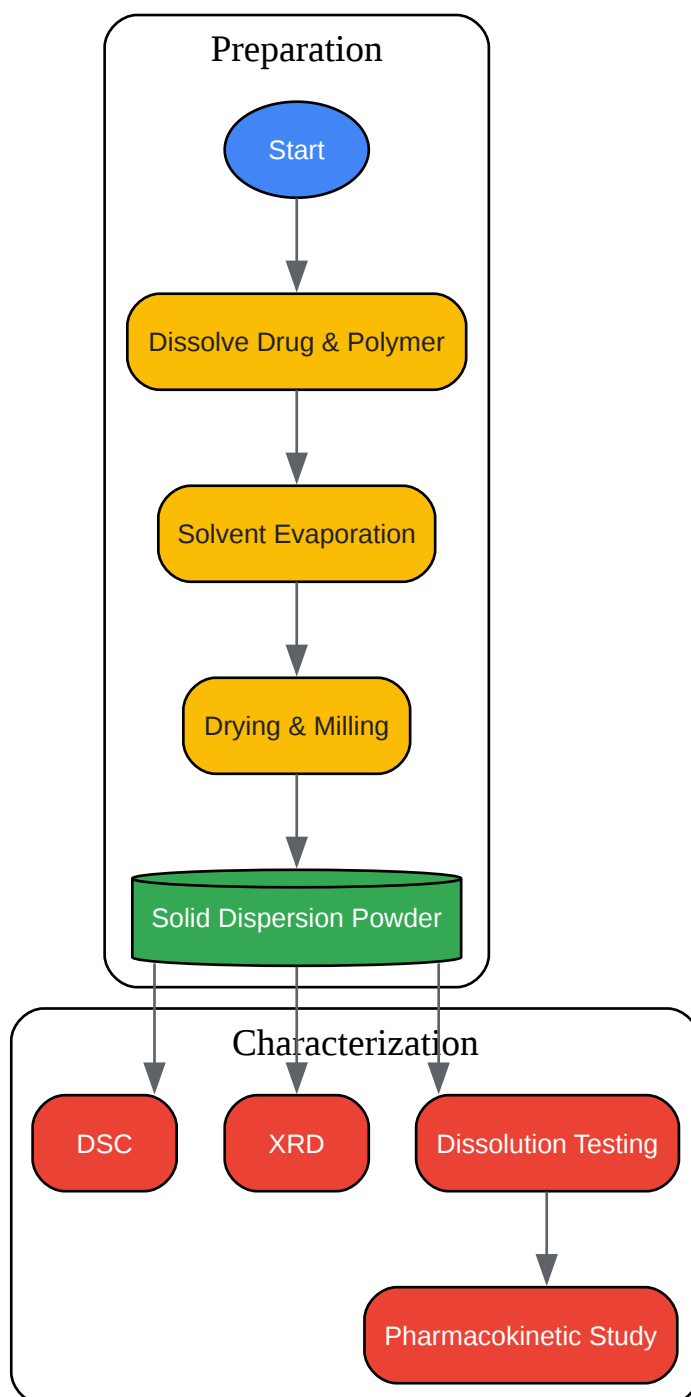 Preparation
Start
Dissolve Drug & Polymer
Solvent Evaporation
Drying & Milling
Solid Dispersion Powder
Characterization
DSC
XRD
Dissolution Testing
Pharmacokinetic Study